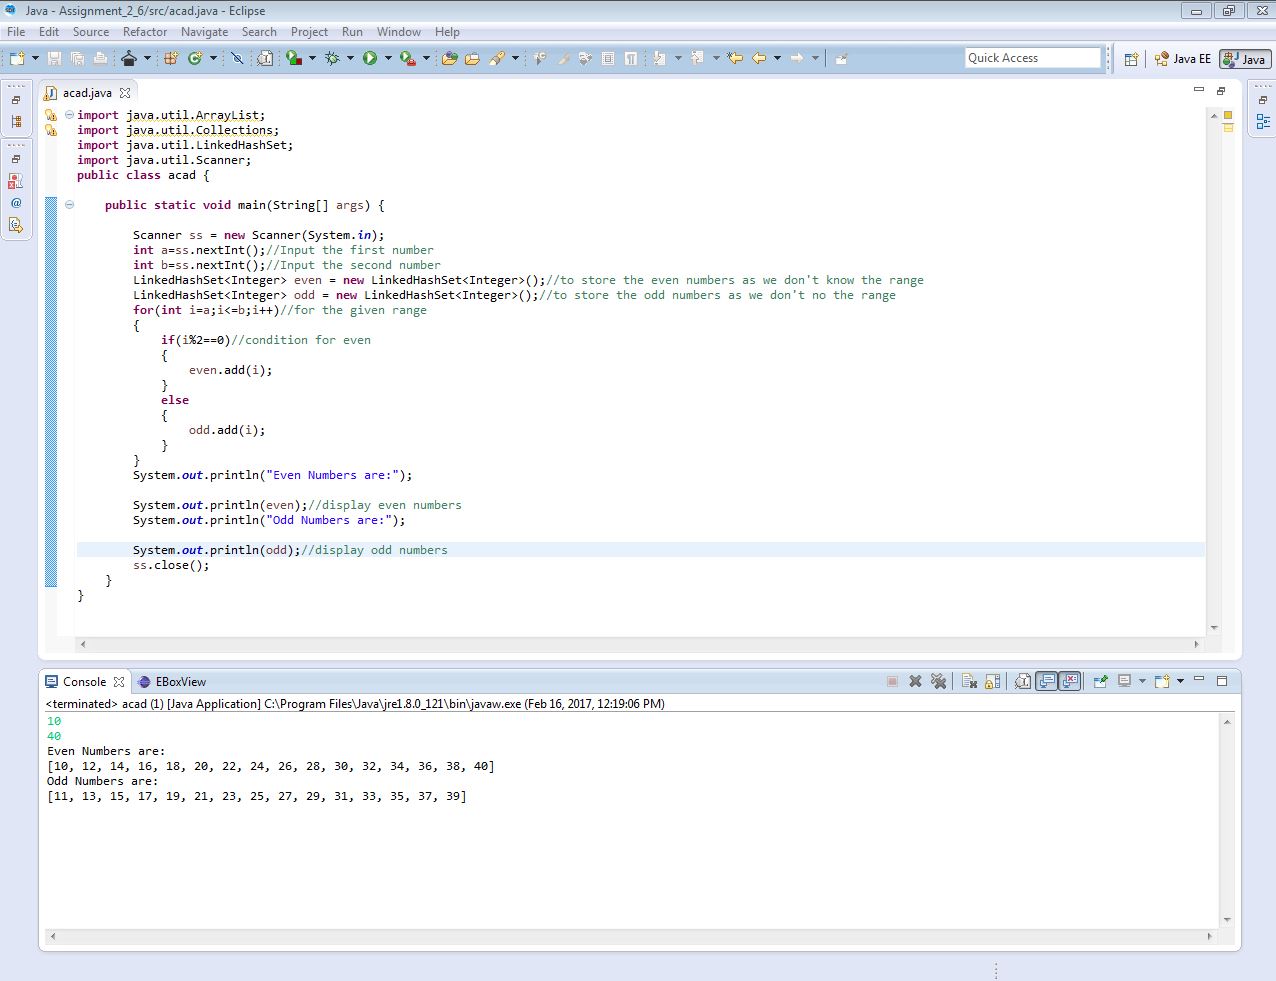 Java - Assignment_2_6/src/acad.java - Eclipse
File Edit Source Refactor Navigate Search Project Run Window Help
Quick Access Java EE Java
acad.java
import java.util.ArrayList;
import java.util.Collections;
import java.util.LinkedHashSet;
import java.util.Scanner;
public class acad {
public static void main(String[] args) {
Scanner ss = new Scanner(System.in);
int a=ss.nextInt();//Input the first number
int b=ss.nextInt();//Input the second number
LinkedHashSet<Integer> even = new LinkedHashSet<Integer>();//to store the even numbers as we don't know the range
LinkedHashSet<Integer> odd = new LinkedHashSet<Integer>();//to store the odd numbers as we don't no the range
for(int i=a;i<=b;i++)//for the given range
{
if(i%2==0)//condition for even
{
even.add(i);
}
else
{
odd.add(i);
}
}
System.out.println("Even Numbers are:");
System.out.println(even);//display even numbers
System.out.println("Odd Numbers are:");
System.out.println(odd);//display odd numbers
ss.close();
}
}
Console EBoxView
<terminated> acad (1) [Java Application] C:\Program Files\Java\jre1.8.0_121\bin\javaw.exe (Feb 16, 2017, 12:19:06 PM)
10
40
Even Numbers are:
[10, 12, 14, 16, 18, 20, 22, 24, 26, 28, 30, 32, 34, 36, 38, 40]
Odd Numbers are:
[11, 13, 15, 17, 19, 21, 23, 25, 27, 29, 31, 33, 35, 37, 39]